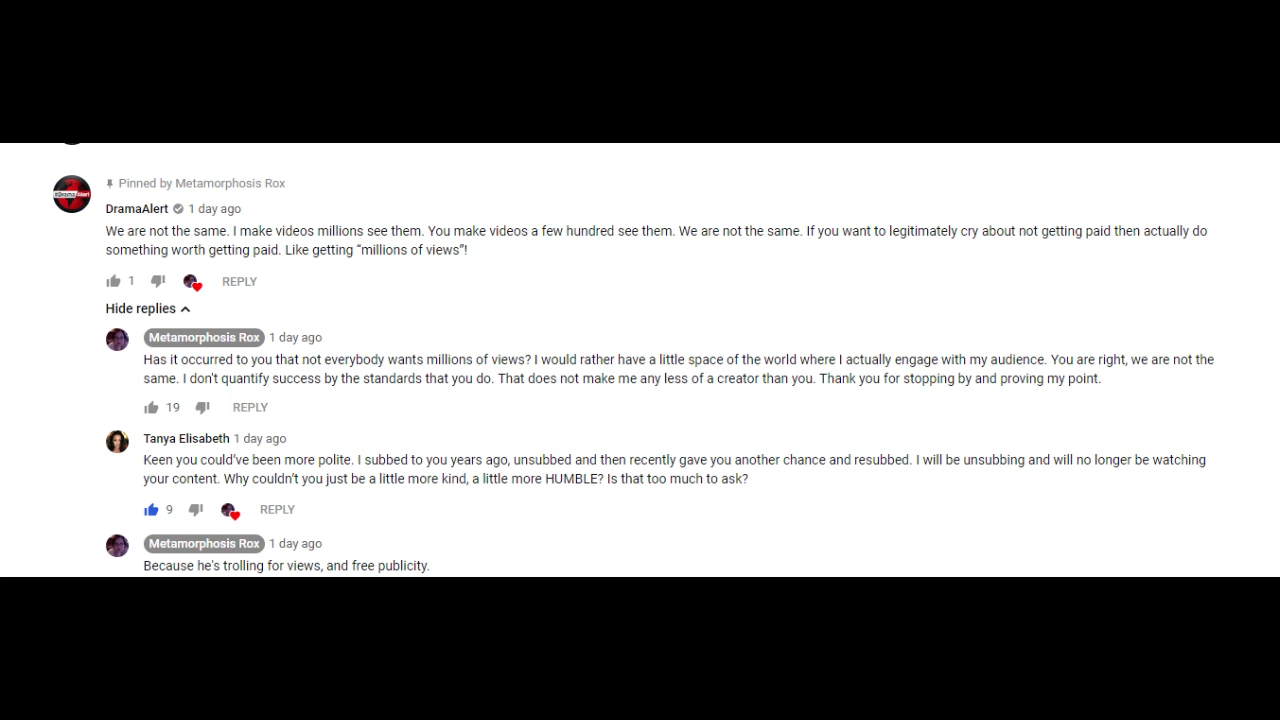 Pinned by Metamorphosis Rox
#Drama Alert
DramaAlert 1 day ago
We are not the same. I make videos millions see them. You make videos a few hundred see them. We are not the same. If you want to legitimately cry about not getting paid then actually do
something worth getting paid. Like getting “millions of views”!
1 REPLY
Hide replies
Metamorphosis Rox 1 day ago
Has it occurred to you that not everybody wants millions of views? I would rather have a little space of the world where I actually engage with my audience. You are right, we are not the
same. I don't quantify success by the standards that you do. That does not make me any less of a creator than you. Thank you for stopping by and proving my point.
19 REPLY
Tanya Elisabeth 1 day ago
Keen you could’ve been more polite. I subbed to you years ago, unsubbed and then recently gave you another chance and resubbed. I will be unsubbing and will no longer be watching
your content. Why couldn’t you just be a little more kind, a little more HUMBLE? Is that too much to ask?
9 REPLY
Metamorphosis Rox 1 day ago
Because he's trolling for views, and free publicity.